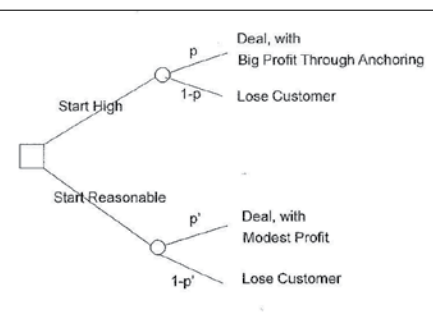 p
Deal, with
Big Profit Through Anchoring
1-p
Lose Customer
Start High
Start Reasonable
p'
Deal, with
Modest Profit
1-p'
Lose Customer